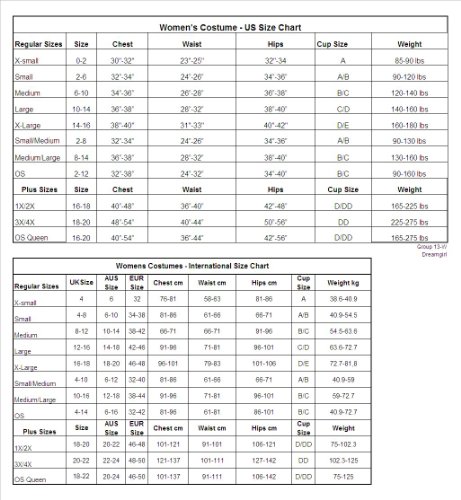 Women's Costume - US Size Chart
Regular Sizes Size Chest Waist Hips Cup Size Weight
X-small 0-2 30"-32" 23"-25" 32"-34 A 85-90 lbs
Small 2-6 32"-34" 24"-26" 34"-36" A/B 90-120 lbs
Medium 6-10 34"-36" 26"-28" 36"-38" B/C 120-140 lbs
Large 10-14 36"-38" 28"-32" 38"-40" C/D 140-160 lbs
X-Large 14-16 38"-40" 31"-33" 40"-42" D/E 160-180 lbs
Small/Medium 2-8 32"-34" 24"-26" 34"-36" A/B 90-130 lbs
Medium/Large 8-14 36"-38" 28"-32" 38"-40" B/C 130-160 lbs
OS 2-12 32"-36" 24"-28" 34"-38" B/C 90-160 lbs
Plus Sizes Size Chest Waist Hips Cup Size Weight
1X/2X 16-18 40"-48" 36"-40" 42"-48" D/DD 165-225 lbs
3X/4X 18-20 48"-54" 40"-44" 50"-56" DD 225-275 lbs
OS Queen 16-20 40"-54" 36"-44" 42"-56" D/DD 165-275 lbs
Group 13-W
Dreamgirl
Womens Costumes - International Size Chart
Regular Sizes UK Size AUS Size EUR Size Chest cm Waist cm Hips cm Cup Size Weight kg
X-small 4 6 32 76-81 58-63 81-86 A 38.6-40.9
Small 4-8 6-10 34-38 81-86 61-66 66-71 A/B 40.9-54.5
Medium 8-12 10-14 38-42 86-91 66-71 91-96 B/C 54.5-63.6
Large 12-16 14-18 42-46 91-96 71-81 96-101 C/D 63.6-72.7
X-Large 16-18 18-20 46-48 96-101 79-83 101-106 D/E 72.7-81.8
Small/Medium 4-10 6-12 32-40 81-86 61-66 66-71 A/B 40.9-59
Medium/Large 10-16 12-18 38-44 91-96 71-81 96-101 B/C 59-72.7
OS 4-14 6-16 32-42 81-96 61-71 86-101 B/C 40.9-72.7
Plus Sizes Size AUS Size EUR Size Chest cm Waist cm Hips cm Cup Size Weight kg
1X/2X 18-20 20-22 46-48 101-121 91-101 106-121 D/DD 75-102.3
3X/4X 20-22 22-24 48-50 121-137 101-111 127-142 DD 102.3-125
OS Queen 18-22 20-24 46-50 101-137 91-111 106-142 D/DD 75-125